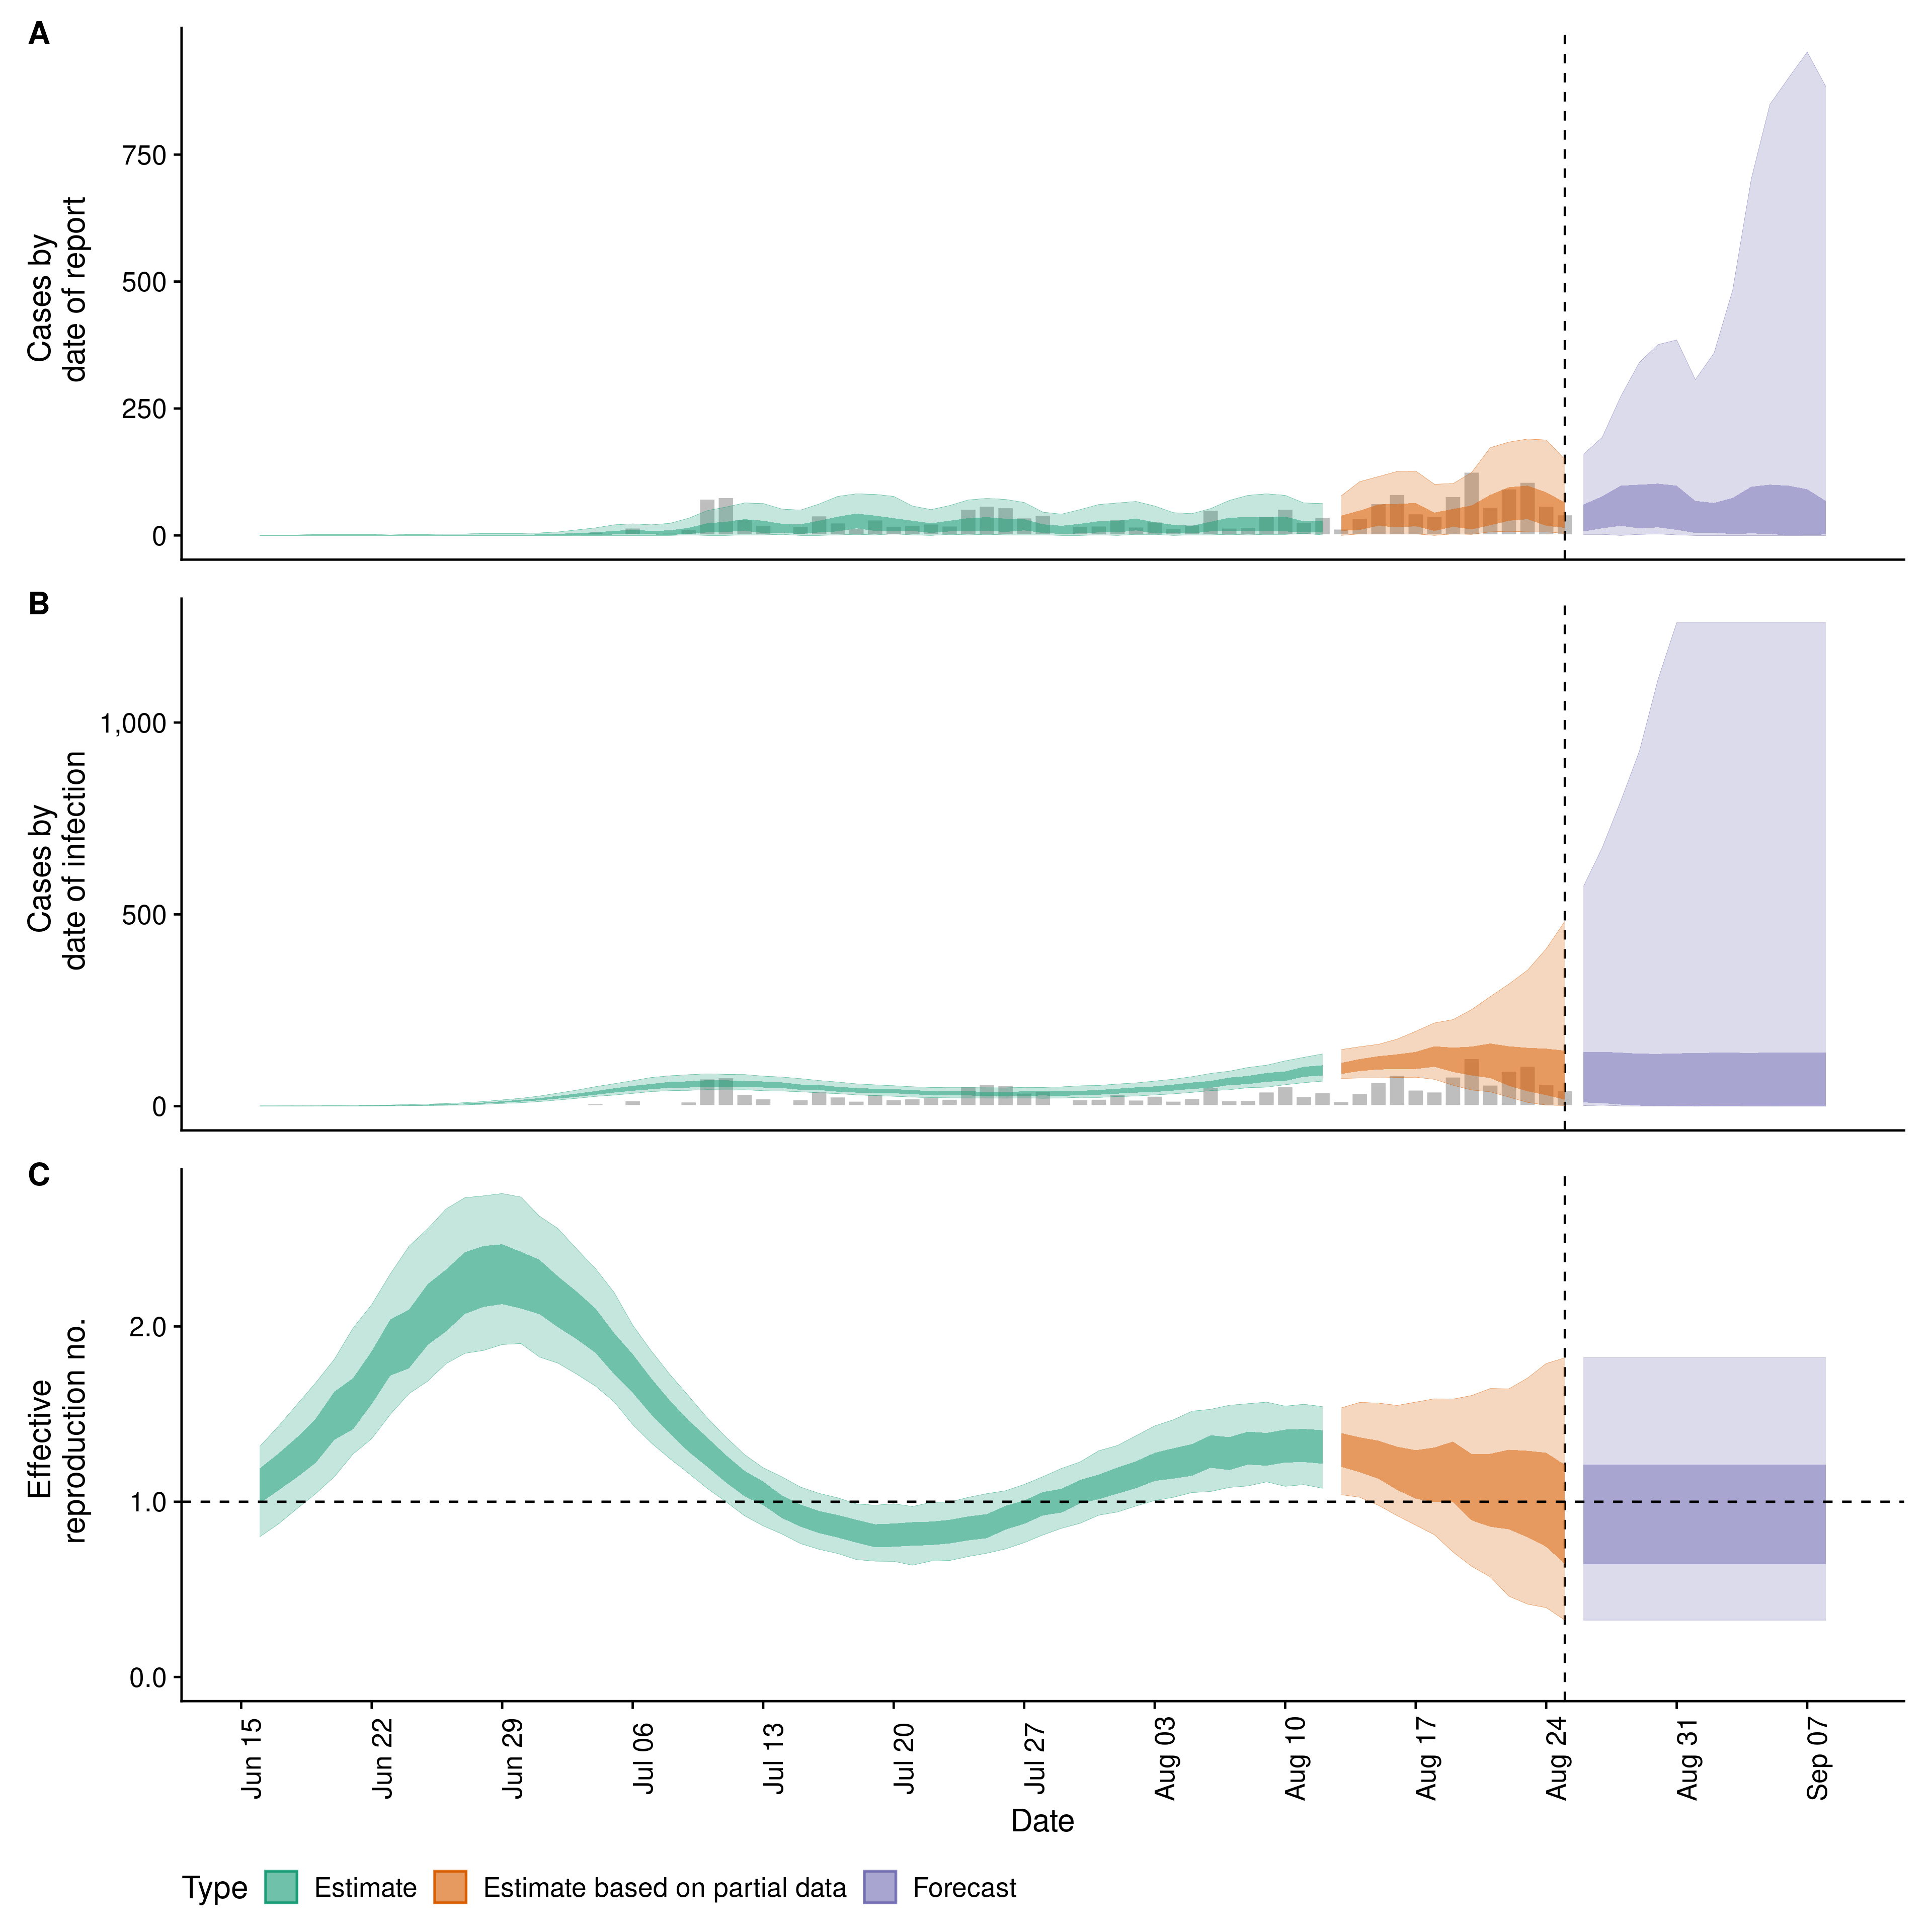 A
Cases by
date of report
750
500
250
0
B
Cases by
date of infection
1,000
500
0
C
Effective
reproduction no.
2.0
1.0
0.0
Jun 15
Jun 22
Jun 29
Jul 06
Jul 13
Jul 20
Jul 27
Aug 03
Aug 10
Aug 17
Aug 24
Aug 31
Sep 07
Date
Type Estimate Estimate based on partial data Forecast